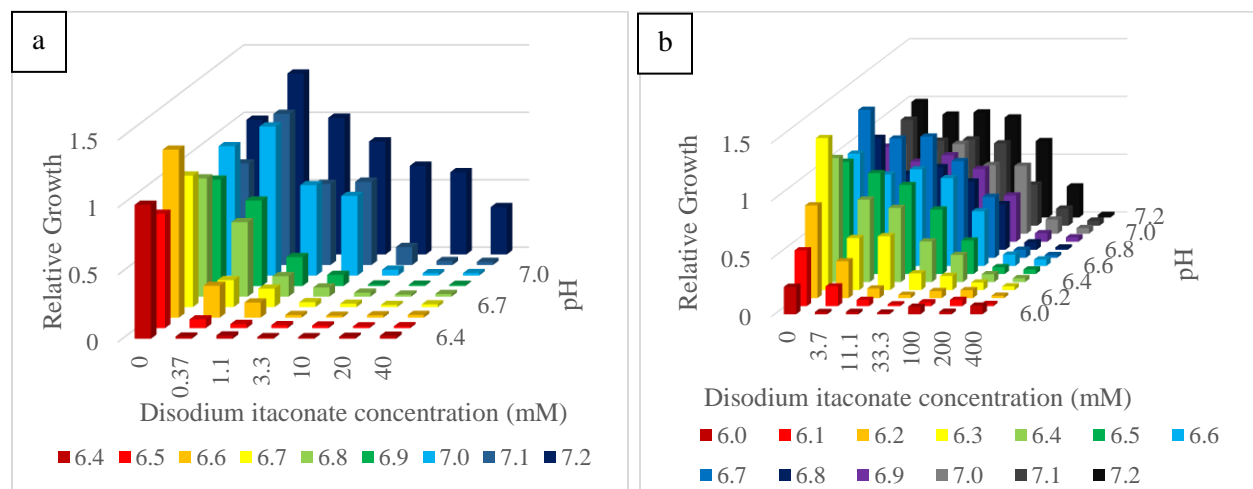 a
Relative Growth
1.5
1
0.5
0
0
0.37
1.1
3.3
10
20
40
6.4
6.7
7.0
pH
Disodium itaconate concentration (mM)
6.4 6.5 6.6 6.7 6.8 6.9 7.0 7.1 7.2
b
Relative Growth
1.5
1
0.5
0
0
3.7
11.1
33.3
100
200
400
6.0
6.2
6.4
6.6
6.8
7.0
7.2
pH
Disodium itaconate concentration (mM)
6.0 6.1 6.2 6.3 6.4 6.5 6.6
6.7 6.8 6.9 7.0 7.1 7.2